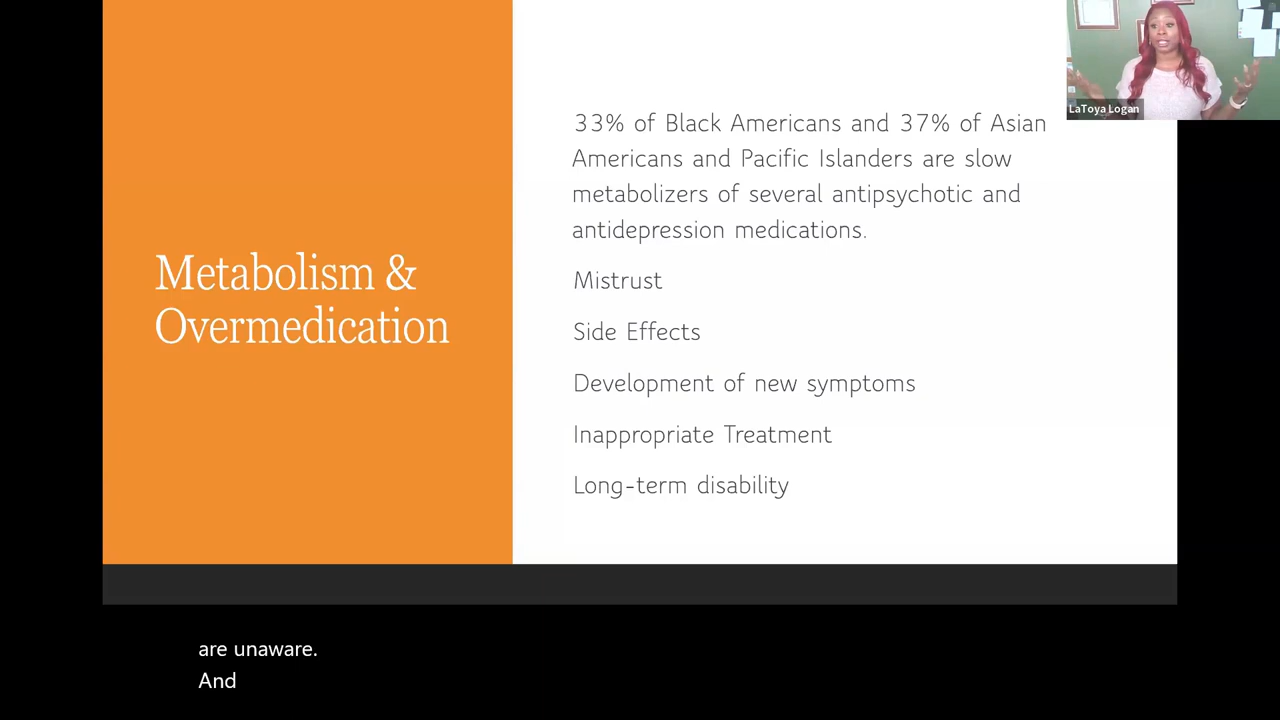 LaToya Logan
Metabolism &
Overmedication
33% of Black Americans and 37% of Asian
Americans and Pacific Islanders are slow
metabolizers of several antipsychotic and
antidepression medications.
Mistrust
Side Effects
Development of new symptoms
Inappropriate Treatment
Long-term disability
are unaware.
And